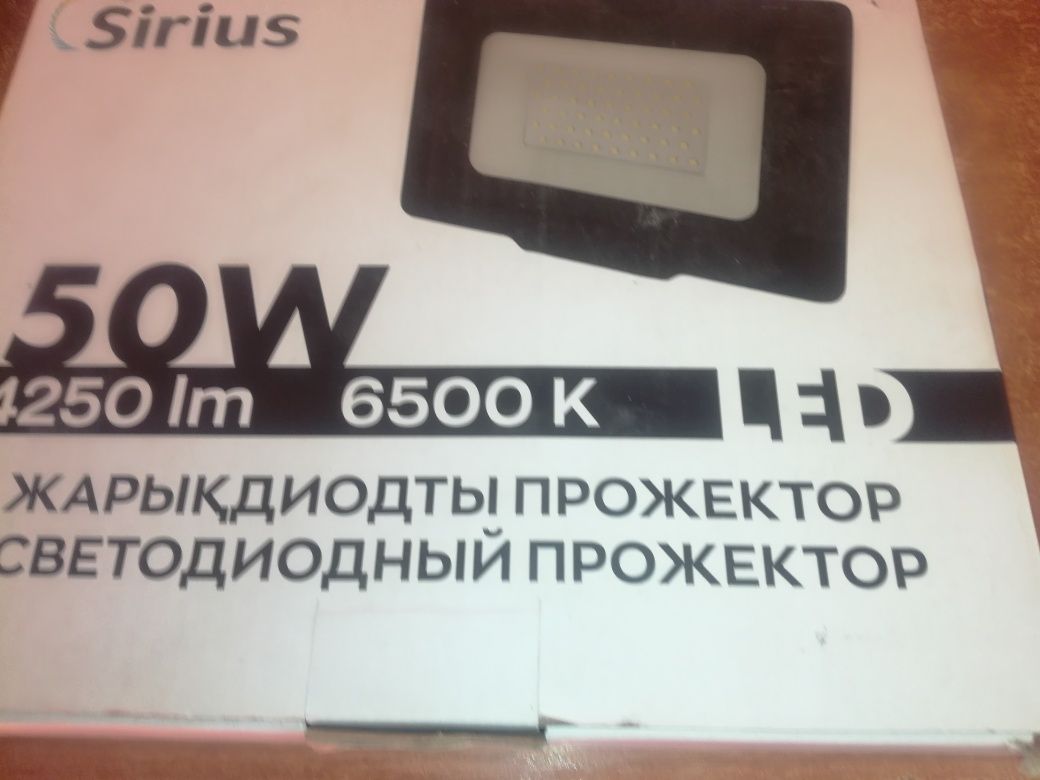 Sirius
50W
4250 lm 6500 K LED
ЖАРЫҚДИОДТЫ ПРОЖЕКТОР
СВЕТОДИОДНЫЙ ПРОЖЕКТОР